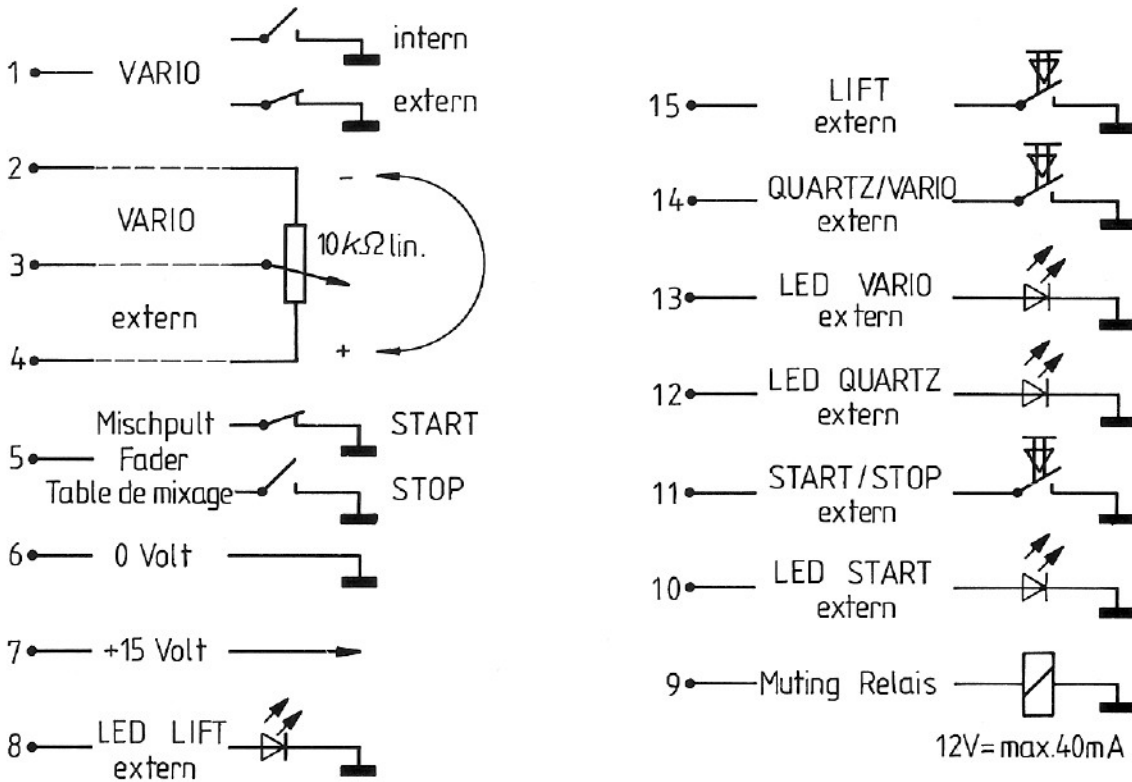 intern
1 VARIO
extern
2
-
VARIO
10kΩ lin.
3
extern
4
+
Mischpult
START
5 Fader
Table de mixage
STOP
6 0 Volt
7 +15 Volt
8 LED LIFT
extern
15 LIFT
extern
14 QUARTZ/VARIO
extern
13 LED VARIO
extern
12 LED QUARTZ
extern
11 START/STOP
extern
10 LED START
extern
9 Muting Relais
12V=max.40mA